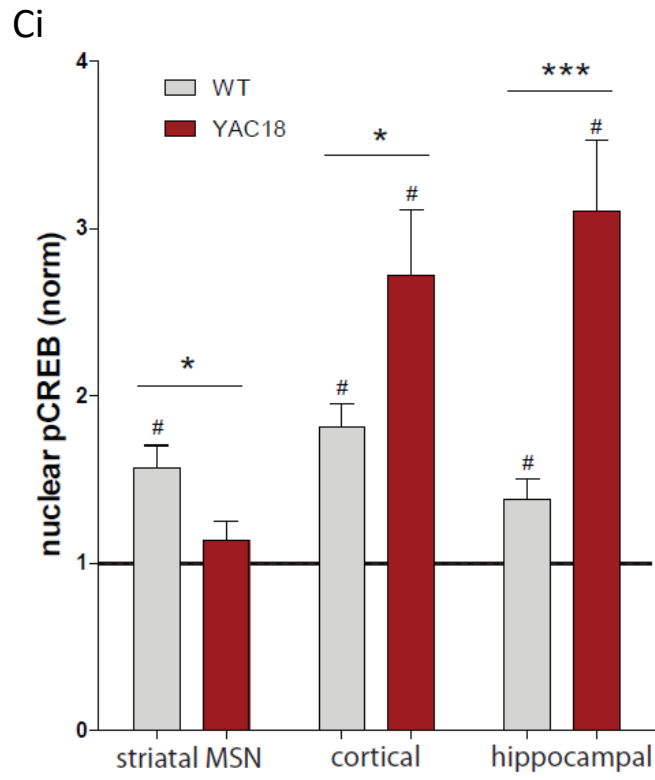 Ci
4
3
2
1
0
nuclear pCREB (norm)
WT
YAC18
*
*
***
#
#
#
#
#
striatal MSN
cortical
hippocampal